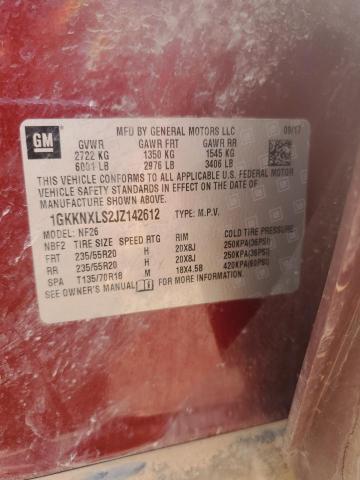 GM
MFD BY GENERAL MOTORS LLC 09/17
GVWR GAWR FRT GAWR RR
2722 KG 1350 KG 1545 KG
6001 LB 2976 LB 3406 LB
THIS VEHICLE CONFORMS TO ALL APPLICABLE U.S. FEDERAL MOTOR
VEHICLE SAFETY, BUMPER, AND THEFT PREVENTION STANDARDS IN EFFECT ON THE DATE OF
MANUFACTURE SHOWN ABOVE.
1GKKNXLS2JZ142612 TYPE: M.P.V.
MODEL: NF26
NBF2 TIRE SIZE SPEED RTG RIM COLD TIRE PRESSURE
FRT 235/55R20 H 20X8J 250KPA(36PSI)
RR 235/55R20 H 20X8J 250KPA(36PSI)
SPA T135/70R18 M 18X4.5B 420KPA(60PSI)
SEE OWNER'S MANUAL FOR MORE INFORMATION.